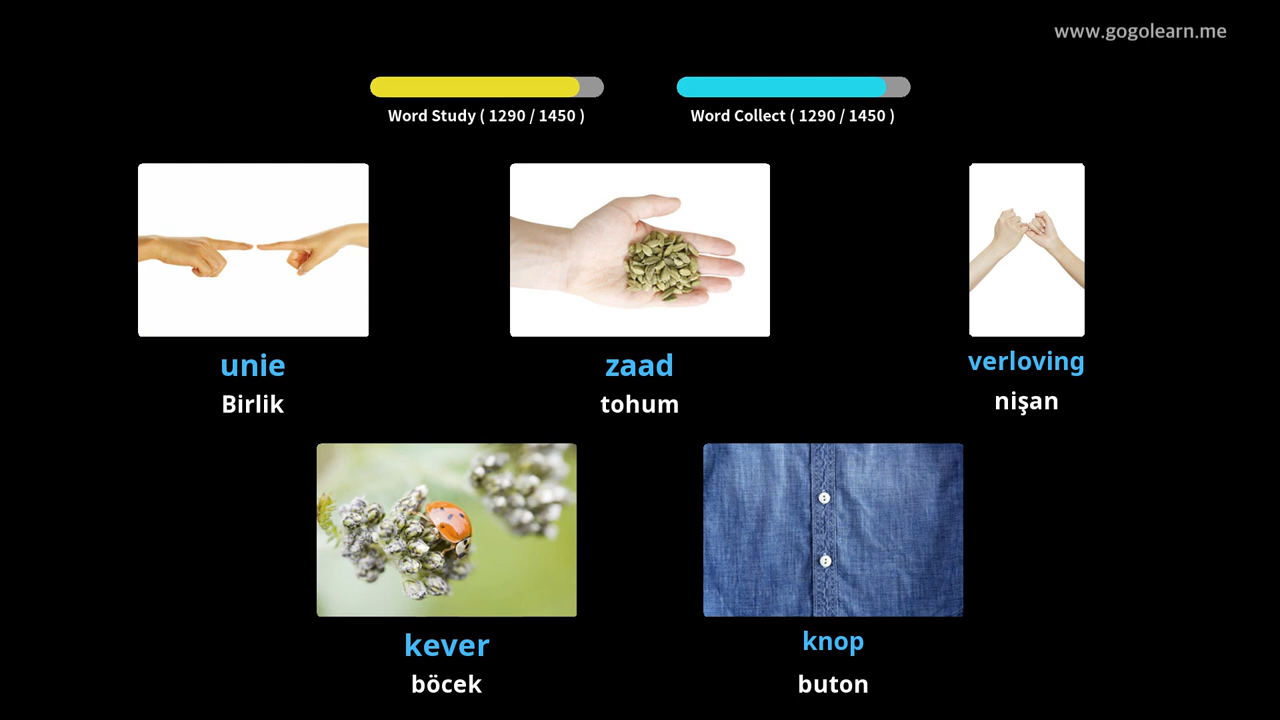 www.gogolearn.me
Word Study ( 1290 / 1450 )
Word Collect ( 1290 / 1450 )
unie
Birlik
zaad
tohum
verloving
nişan
kever
böcek
knop
buton